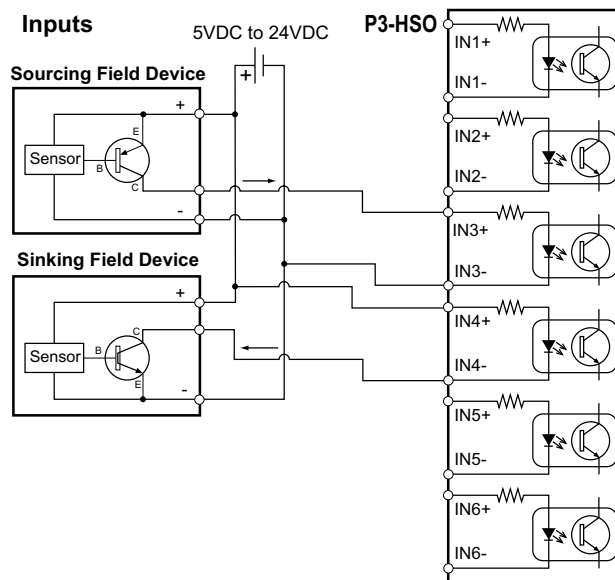 Inputs
5VDC to 24VDC
+
P3-HSO
Sourcing Field Device
+
E
Sensor
B
C
-
Sinking Field Device
+
C
Sensor
B
E
-
IN1+
IN1-
IN2+
IN2-
IN3+
IN3-
IN4+
IN4-
IN5+
IN5-
IN6+
IN6-